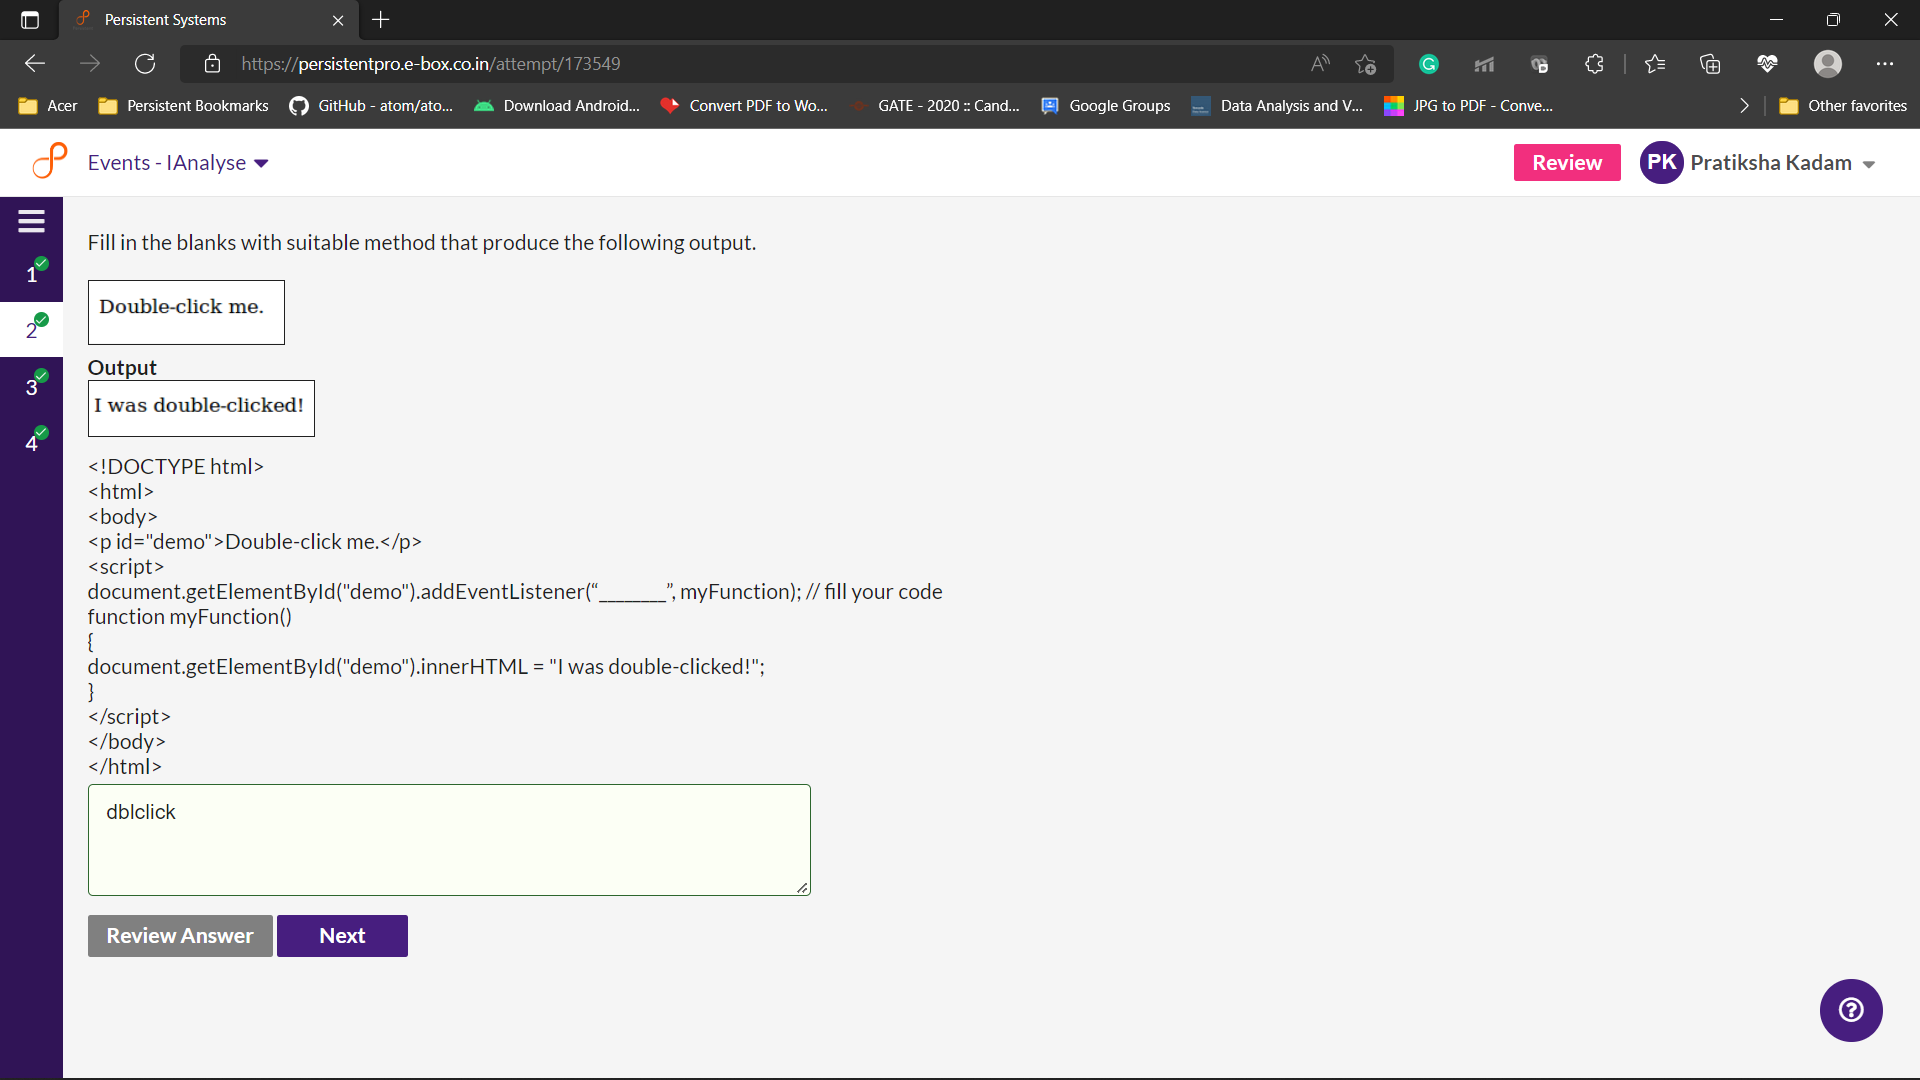 Persistent Systems
https://persistentpro.e-box.co.in/attempt/173549
Acer
Persistent Bookmarks
GitHub - atom/ato...
Download Android...
Convert PDF to Wo...
GATE - 2020 :: Cand...
Google Groups
Data Analysis and V...
JPG to PDF - Conve...
Other favorites
Events - IAnalyse
Review
PK
Pratiksha Kadam
1
2
3
4
Fill in the blanks with suitable method that produce the following output.
Double-click me.
Output
I was double-clicked!
<!DOCTYPE html>
<html>
<body>
<p id="demo">Double-click me.</p>
<script>
document.getElementById("demo").addEventListener(“________”, myFunction); // fill your code
function myFunction()
{
document.getElementById("demo").innerHTML = "I was double-clicked!";
}
</script>
</body>
</html>
dblclick
Review Answer
Next